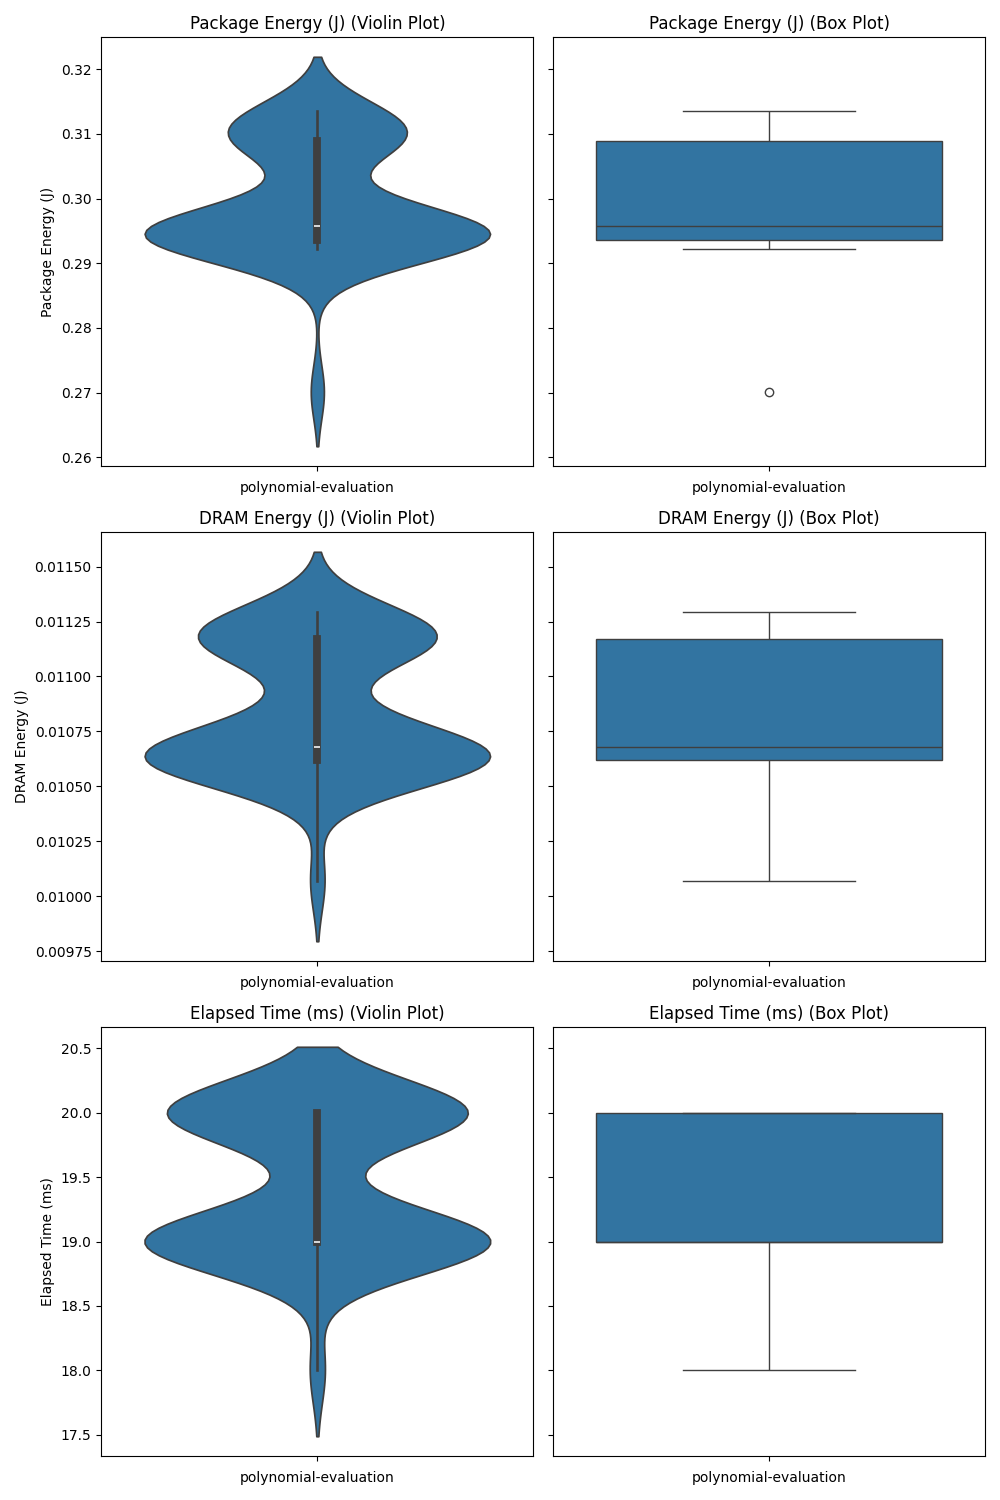 Package Energy (J) (Violin Plot)
Package Energy (J) (Box Plot)
0.32
0.31
0.30
0.29
0.28
0.27
0.26
Package Energy (J)
polynomial-evaluation
polynomial-evaluation
DRAM Energy (J) (Violin Plot)
DRAM Energy (J) (Box Plot)
0.01150
0.01125
0.01100
0.01075
0.01050
0.01025
0.01000
0.00975
DRAM Energy (J)
polynomial-evaluation
polynomial-evaluation
Elapsed Time (ms) (Violin Plot)
Elapsed Time (ms) (Box Plot)
20.5
20.0
19.5
19.0
18.5
18.0
17.5
Elapsed Time (ms)
polynomial-evaluation
polynomial-evaluation